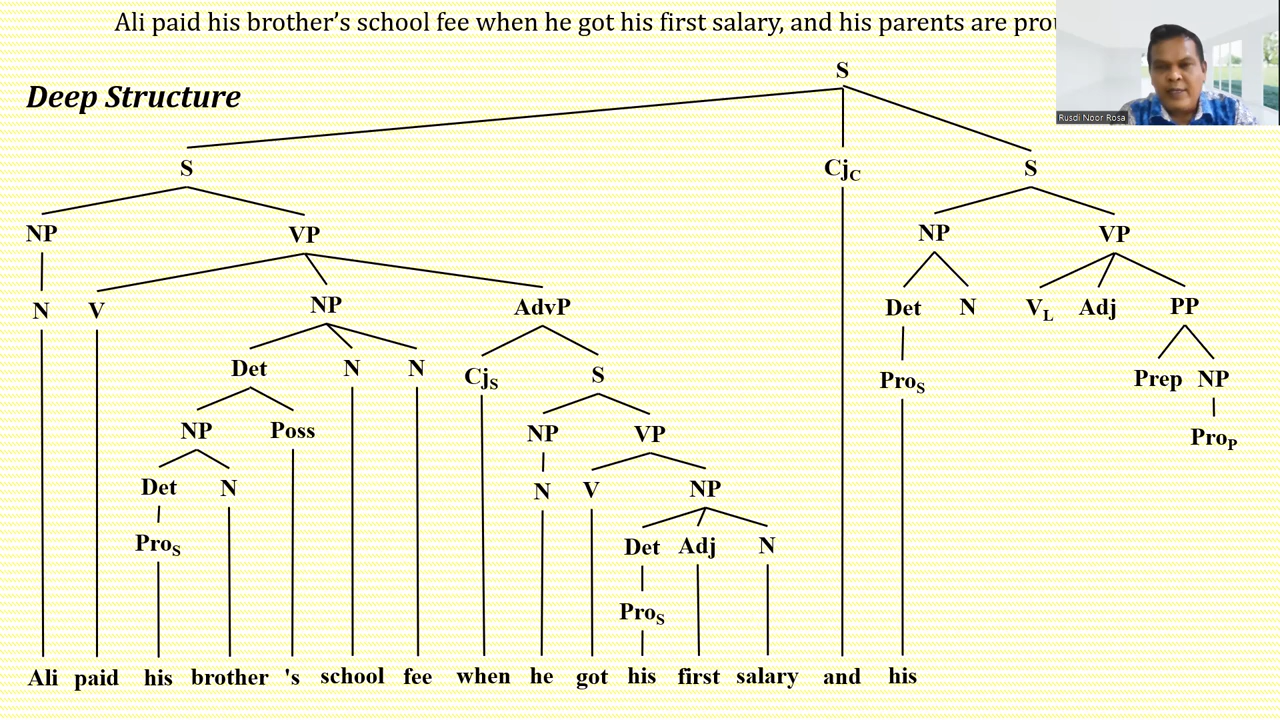 Ali paid his brother’s school fee when he got his first salary, and his parents are
Rusdi Noor Rosa
Deep Structure
S
S CjC S
NP VP NP VP
N V NP AdvP Det N VL Adj PP
Det N N CjS S ProS Prep NP
NP Poss NP VP ProP
Det N N V NP
ProS Det Adj N
ProS
Ali paid his brother 's school fee when he got his first salary and his